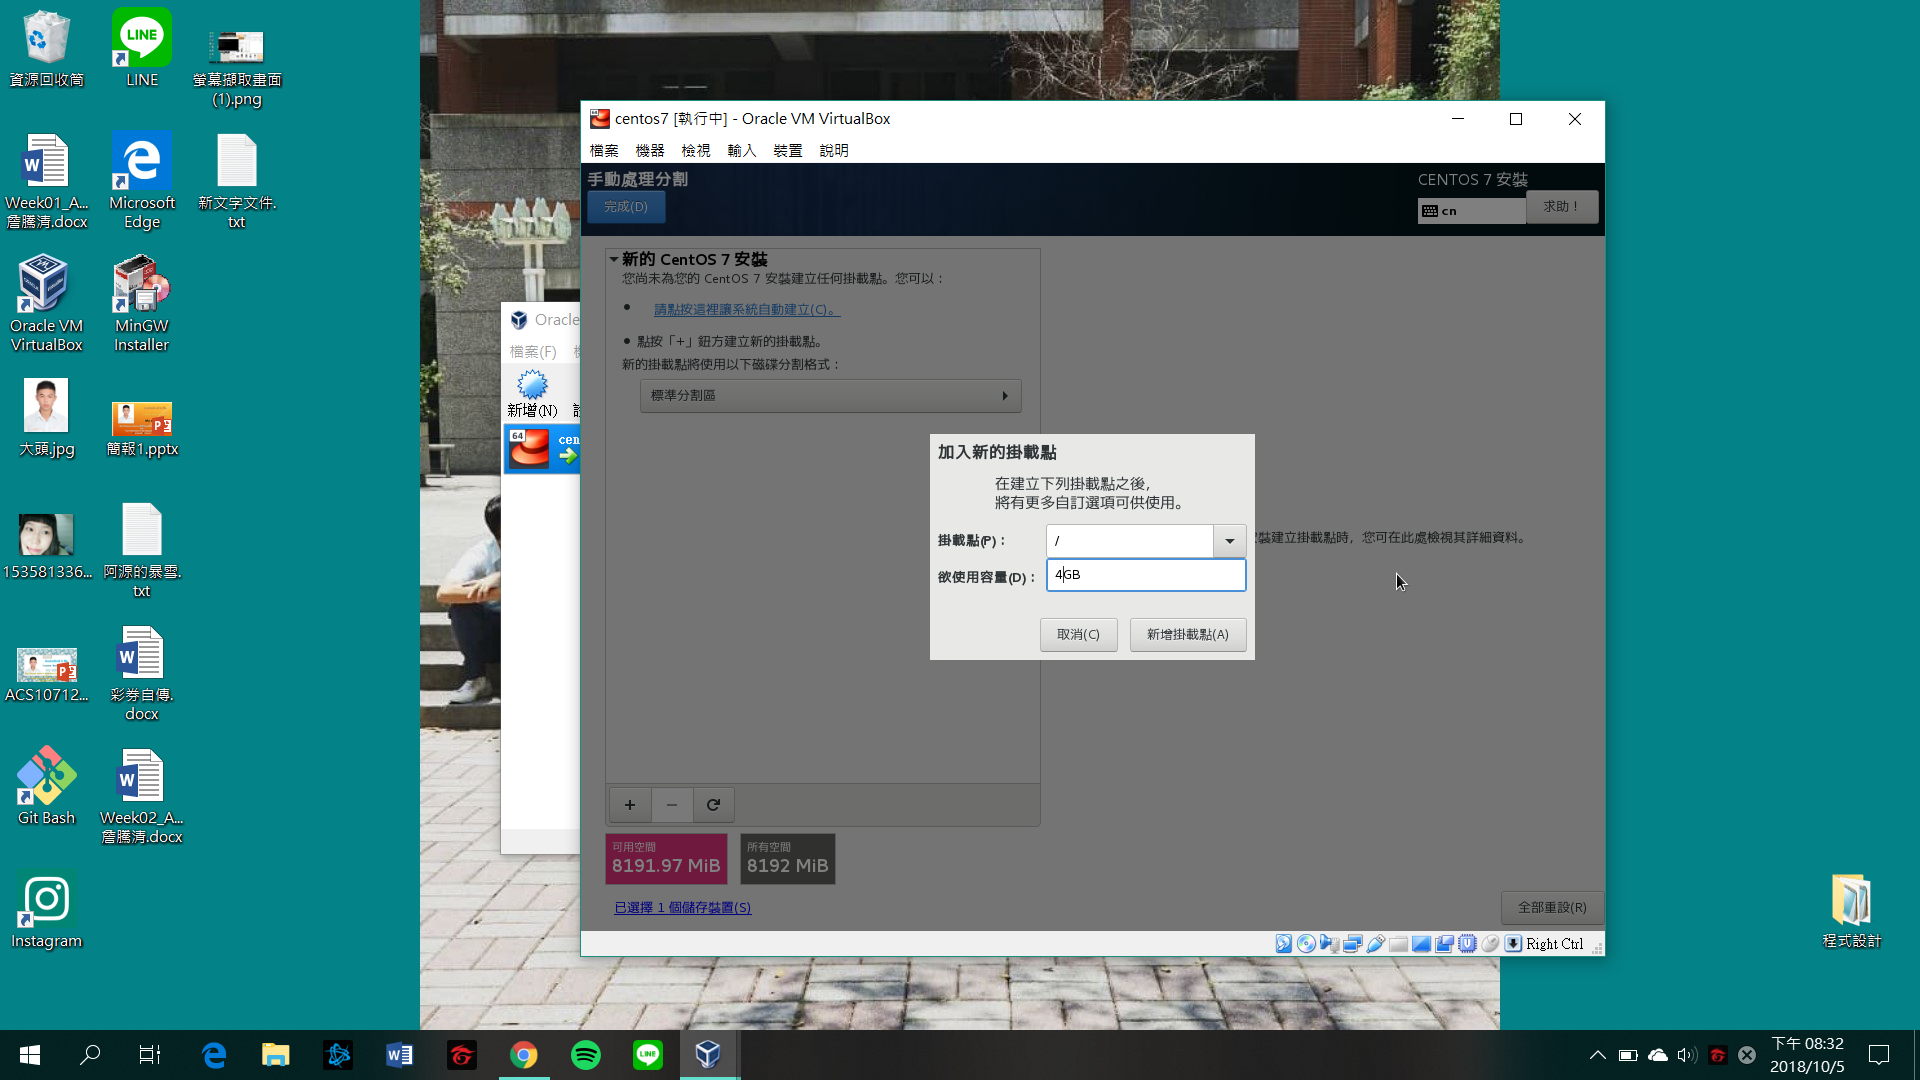 資源回收筒
LINE
螢幕擷取畫面
(1).png
Week01_A...
詹騰清.docx
Microsoft
Edge
新文字文件.
txt
Oracle VM
VirtualBox
MinGW
Installer
大頭.jpg
簡報1.pptx
153581336...
阿源的暴雪.
txt
ACS10712...
彩券自傳.
docx
Git Bash
Week02_A...
詹騰清.docx
Instagram
程式設計
Oracle
檔案(F)
新增(N)
64
cen
centos7 [執行中] - Oracle VM VirtualBox
檔案 機器 檢視 輸入 裝置 說明
手動處理分割
完成(D)
CENTOS 7 安裝
cn
求助！
新的 CentOS 7 安裝
您尚未為您的 CentOS 7 安裝建立任何掛載點。您可以：
請點按這裡讓系統自動建立(C)。
點按「+」鈕方建立新的掛載點。
新的掛載點將使用以下磁碟分割格式：
標準分割區
加入新的掛載點
在建立下列掛載點之後，
將有更多自訂選項可供使用。
掛載點(P)： /
欲使用容量(D)： 4GB
取消(C) 新增掛載點(A)
裝建立掛載點時，您可在此處檢視其詳細資料。
可用空間
8191.97 MiB
所有空間
8192 MiB
已選擇 1 個儲存裝置(S)
全部重設(R)
Right Ctrl
下午 08:32
2018/10/5